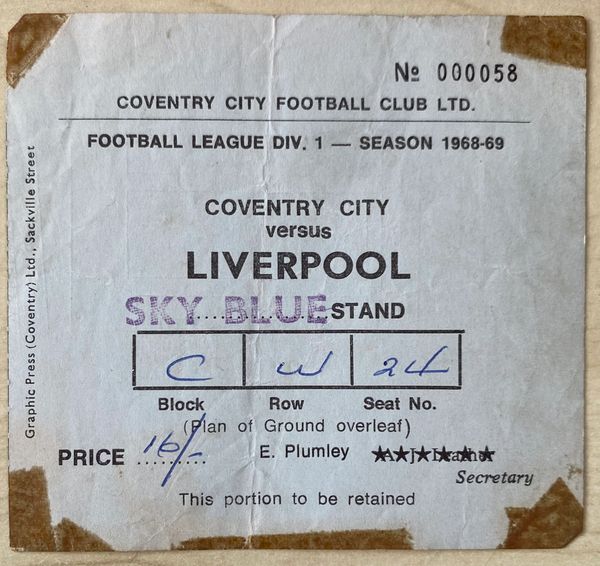 Nº 000058
COVENTRY CITY FOOTBALL CLUB LTD.
FOOTBALL LEAGUE DIV. 1 — SEASON 1968-69
COVENTRY CITY
versus
LIVERPOOL
SKY BLUE STAND
C W 24
Block Row Seat No.
(Plan of Ground overleaf)
PRICE 16/- E. Plumley ★★★★★★
Secretary
This portion to be retained
Graphic Press (Coventry) Ltd., Sackville Street